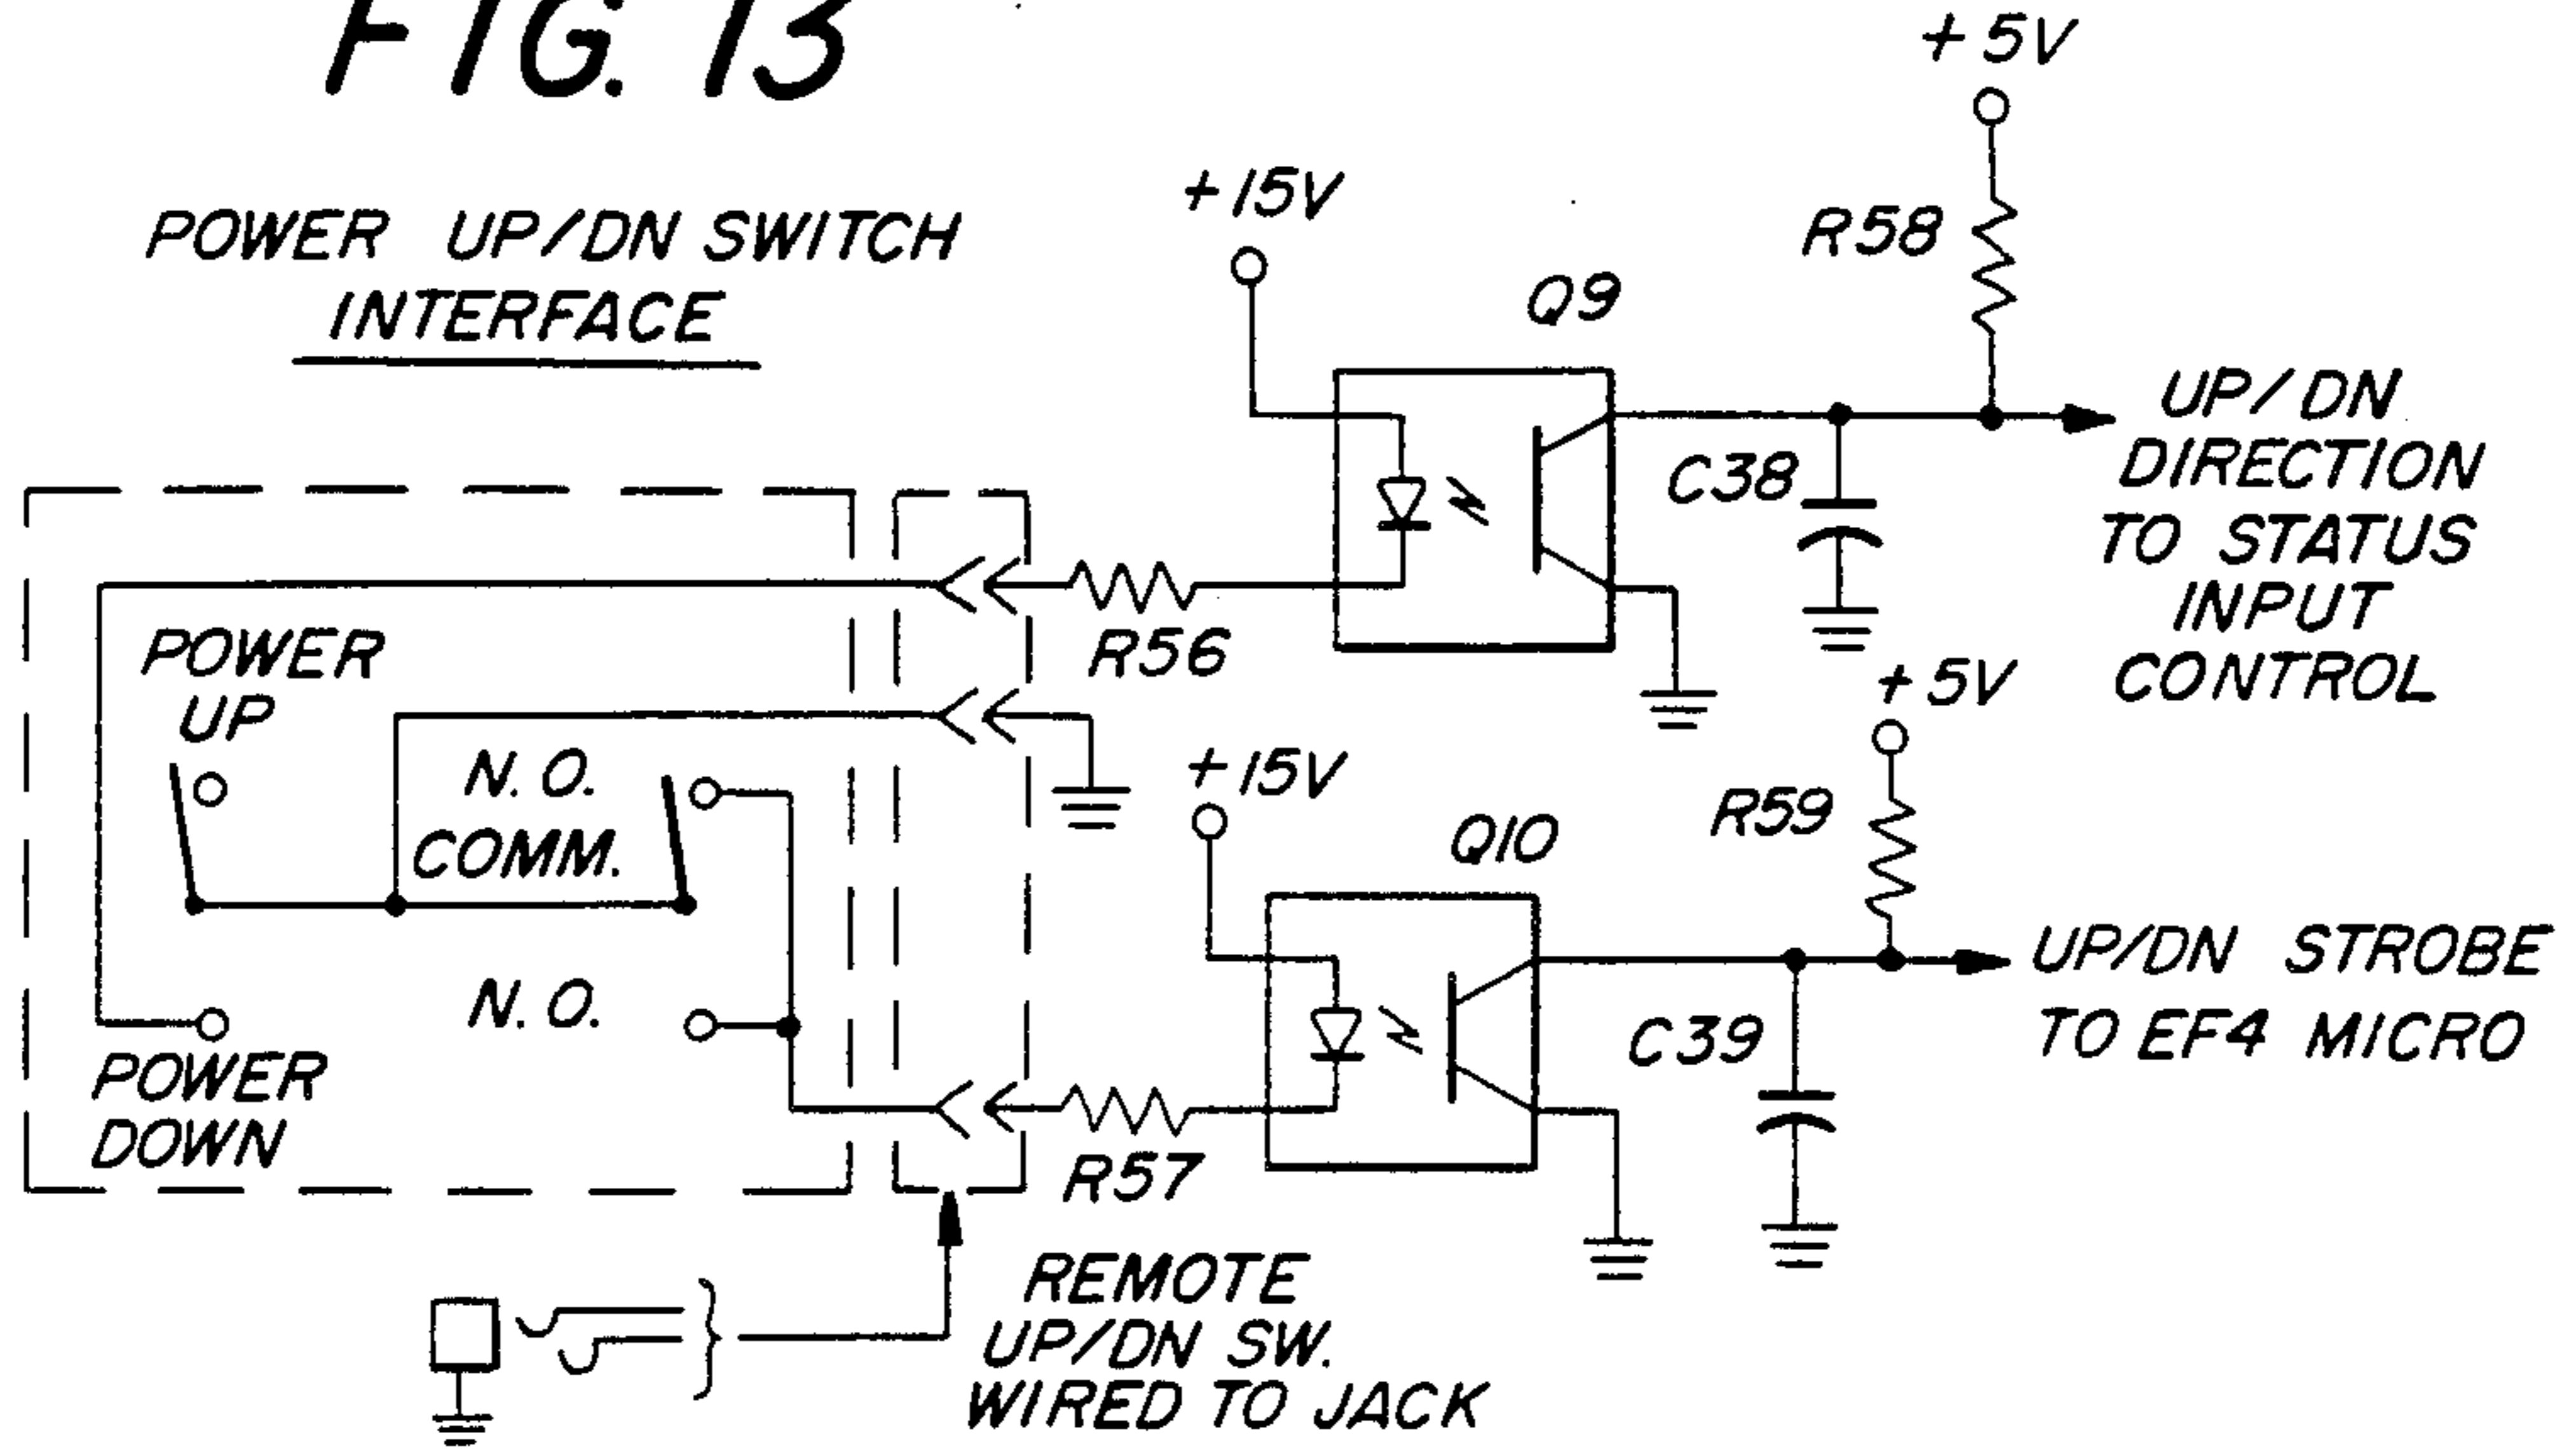 FIG. 13
POWER UP/DN SWITCH
INTERFACE
+5V
+15V
R58
Q9
UP/DN
DIRECTION
TO STATUS
INPUT
CONTROL
C38
R56
POWER
UP
N.O.
COMM.
N.O.
POWER
DOWN
+15V
+5V
Q10
R59
UP/DN STROBE
TO EF4 MICRO
C39
R57
REMOTE
UP/DN SW.
WIRED TO JACK